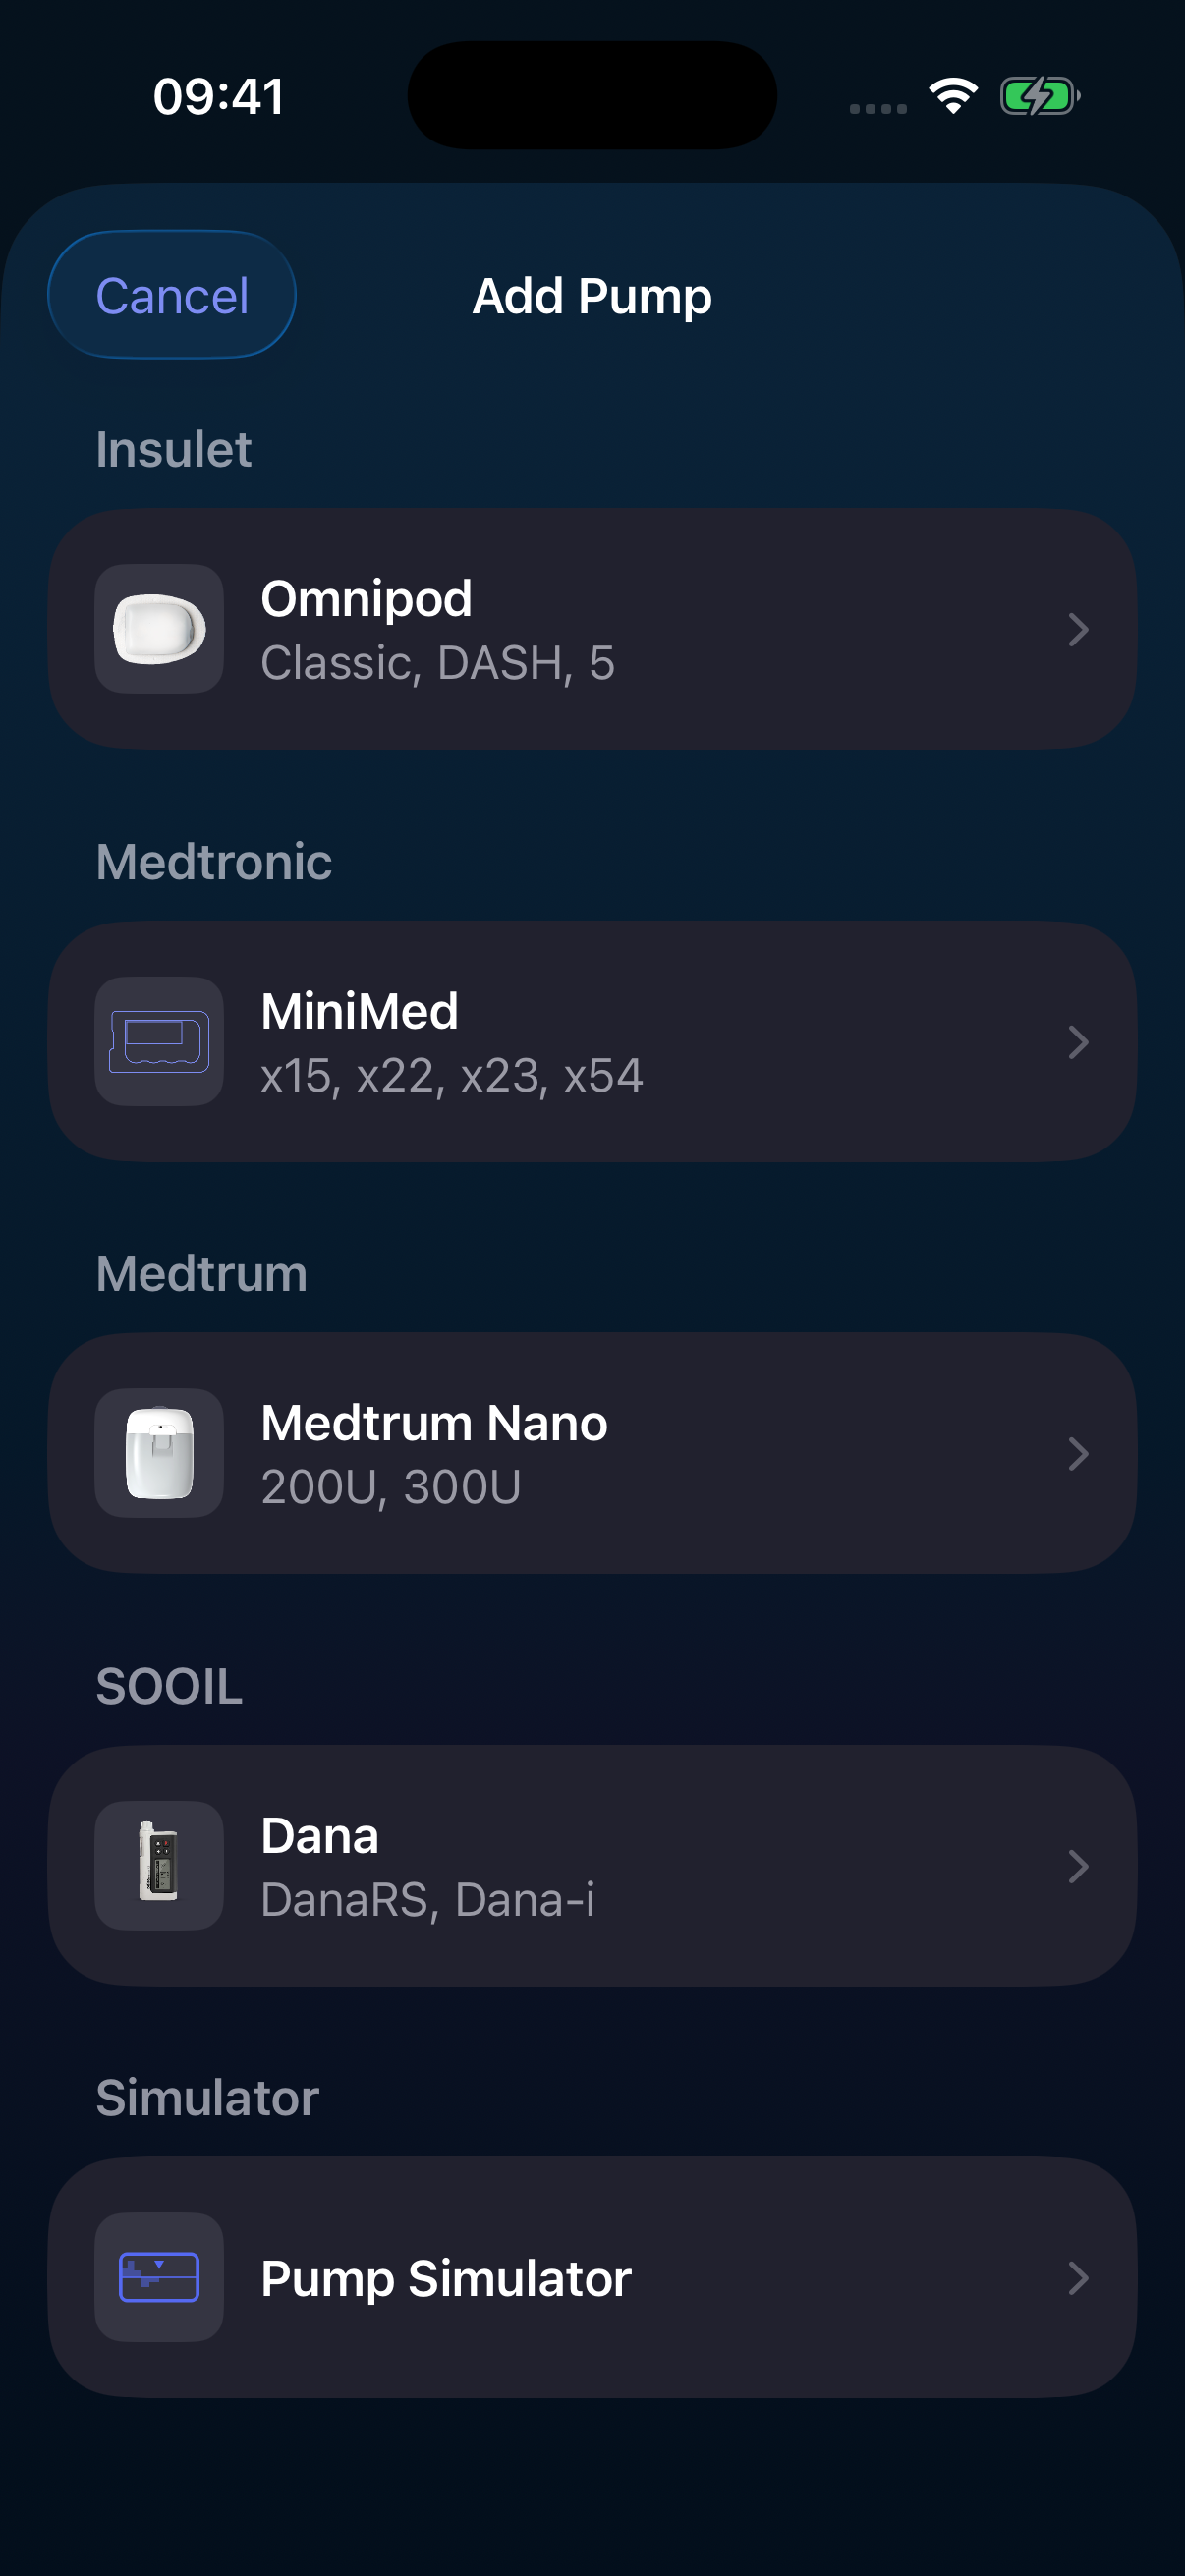 09:41
Cancel
Add Pump
Insulet
Omnipod
Classic, DASH, 5
Medtronic
MiniMed
x15, x22, x23, x54
Medtrum
Medtrum Nano
200U, 300U
SOOIL
Dana
DanaRS, Dana-i
Simulator
Pump Simulator